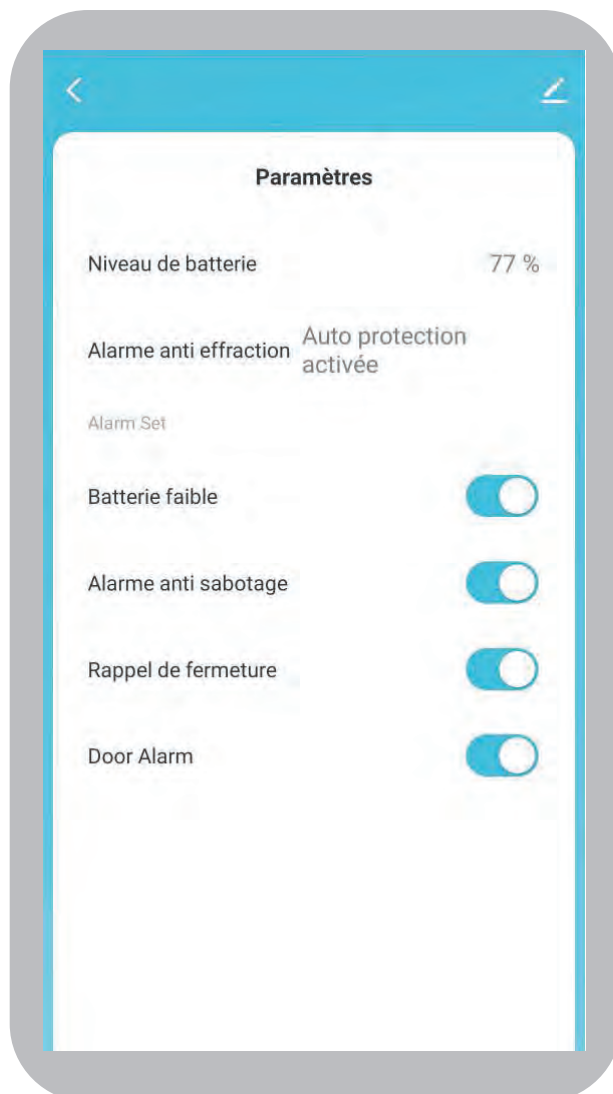 Paramètres
Niveau de batterie 77 %
Alarme anti effraction Auto protection
activée
Alarm Set
Batterie faible
Alarme anti sabotage
Rappel de fermeture
Door Alarm